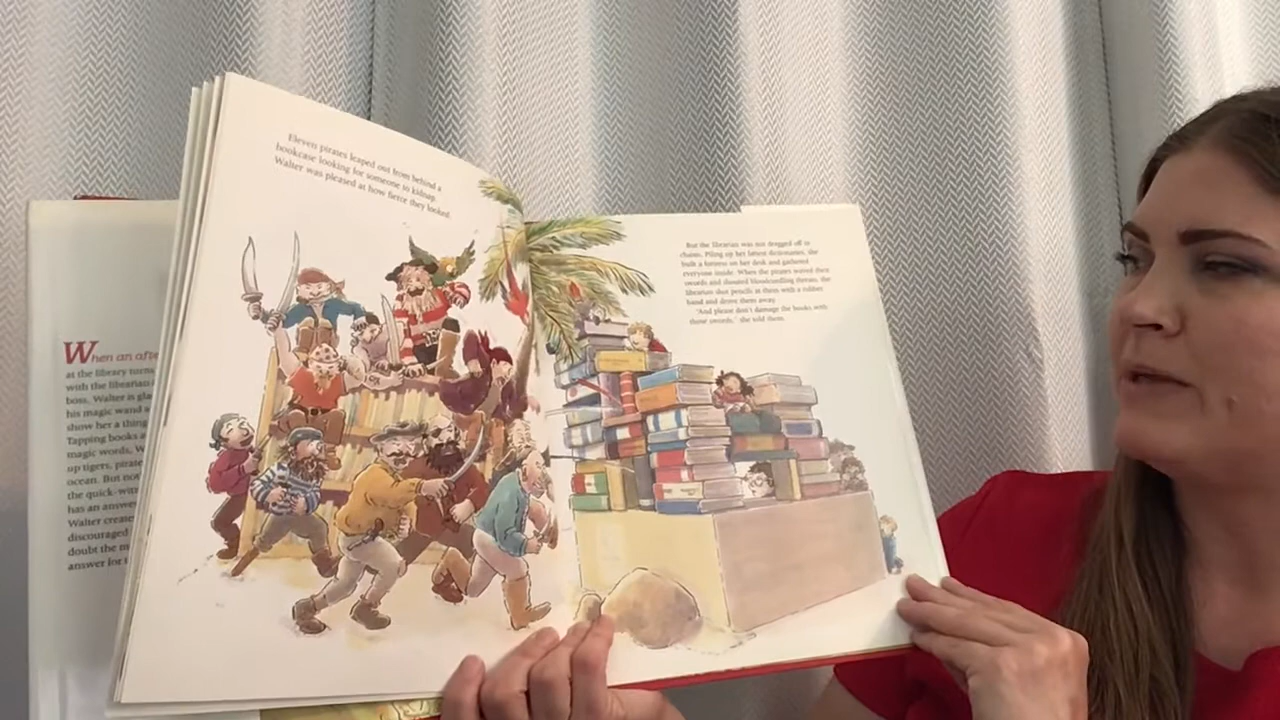 When an afte
at the library turns
with the librarian i
boss. Walter is gla
his magic wand a
show her a thing
Tapping books a
magic words, W
up tigers, pirate
ocean. But now
the quick-wit
has an answe
Walter create
discouraged
doubt the m
answer for i
Eleven pirates leaped out from behind a
bookcase looking for someone to kidnap.
Walter was pleased at how fierce they looked.
But the librarian was not dragged off in
chains. Piling up her fattest dictionaries, she
built a fortress on her desk and gathered
everyone inside. When the pirates waved their
swords and shouted bloodcurdling threats, the
librarian shot pencils at them with a rubber
band and drove them away.
"And please don't damage the books with
those swords," she told them.